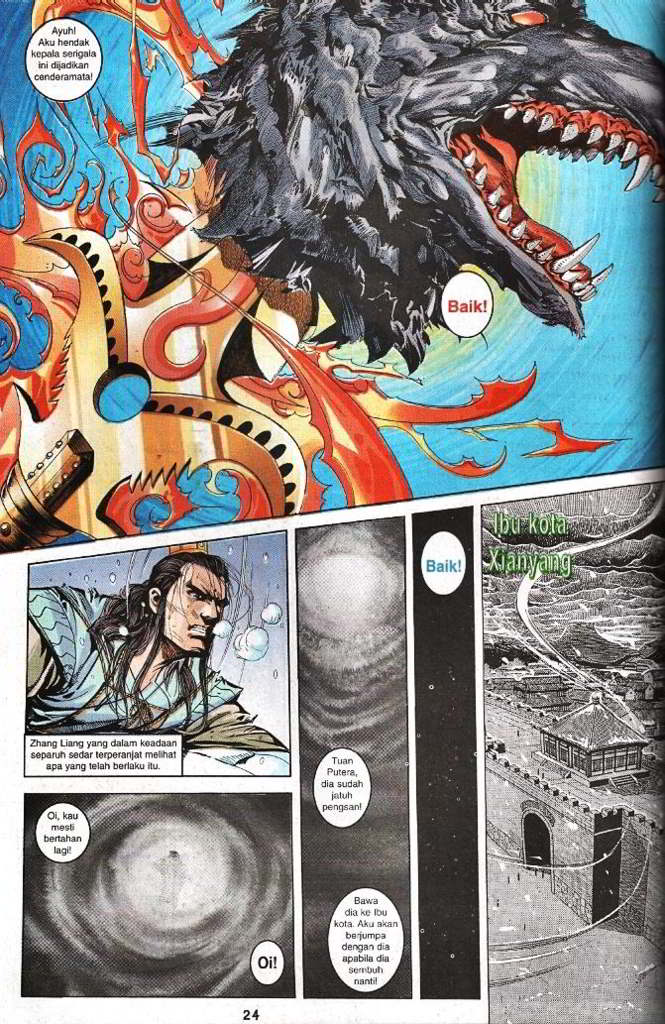 Ayuh!
Aku hendak
kepala serigala
ini dijadikan
cenderamata!
Baik!
Zhang Liang yang dalam keadaan
separuh sedar terperanjat melihat
apa yang telah berlaku itu.
Oi, kau
mesti
bertahan
lagi!
Oi!
Tuan
Putera,
dia sudah
jatuh
pengsan!
Bawa
dia ke Ibu
kota. Aku akan
berjumpa
dengan dia
apabila dia
sembuh
nanti!
Baik!
Ibu kota
Xianyang
24